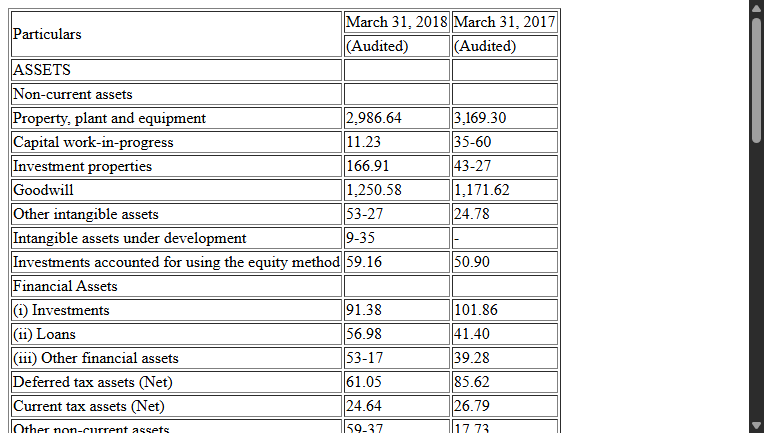 Particulars March 31, 2018 March 31, 2017
(Audited) (Audited)
ASSETS
Non-current assets
Property, plant and equipment 2,986.64 3,169.30
Capital work-in-progress 11.23 35-60
Investment properties 166.91 43-27
Goodwill 1,250.58 1,171.62
Other intangible assets 53-27 24.78
Intangible assets under development 9-35 -
Investments accounted for using the equity method 59.16 50.90
Financial Assets
(i) Investments 91.38 101.86
(ii) Loans 56.98 41.40
(iii) Other financial assets 53-17 39.28
Deferred tax assets (Net) 61.05 85.62
Current tax assets (Net) 24.64 26.79
Other non-current assets 59-37 17.73